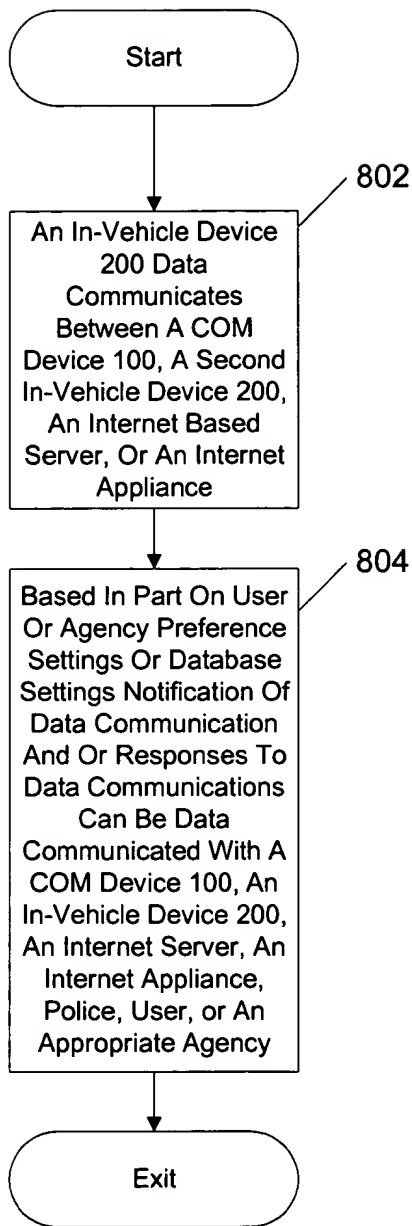 Start
802
An In-Vehicle Device
200 Data
Communicates
Between A COM
Device 100, A Second
In-Vehicle Device 200,
An Internet Based
Server, Or An Internet
Appliance
804
Based In Part On User
Or Agency Preference
Settings Or Database
Settings Notification Of
Data Communication
And Or Responses To
Data Communications
Can Be Data
Communicated With A
COM Device 100, An
In-Vehicle Device 200,
An Internet Server, An
Internet Appliance,
Police, User, or An
Appropriate Agency
Exit